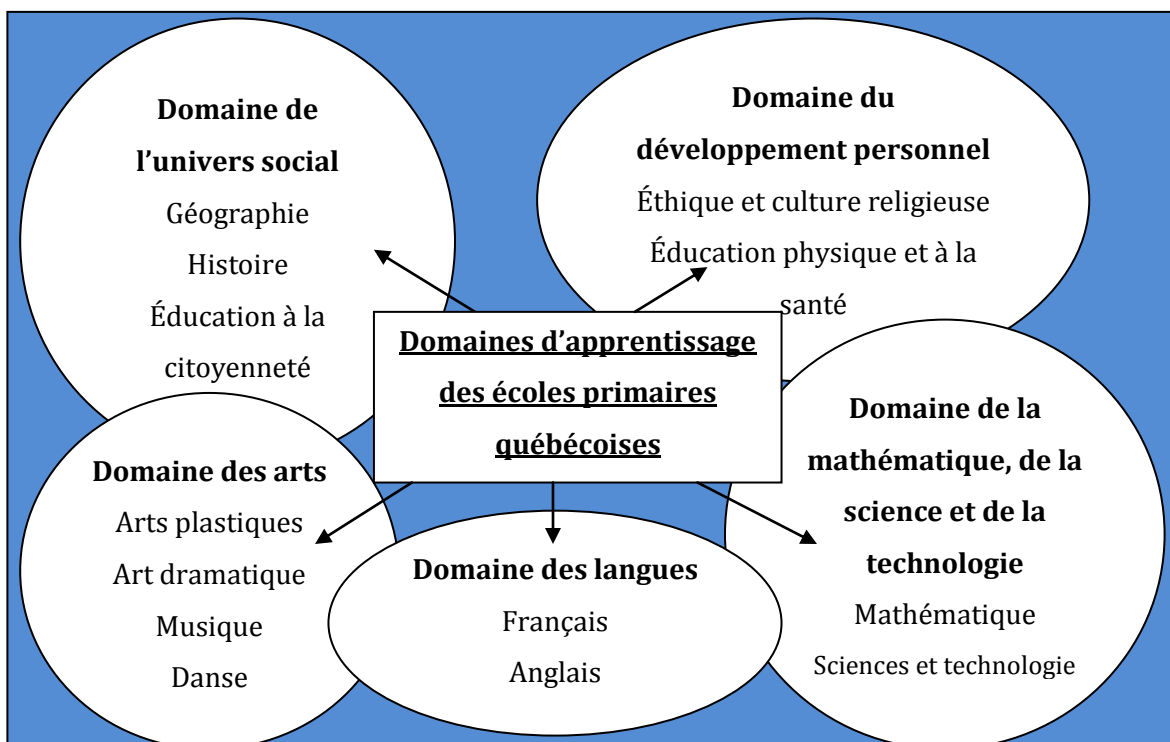 Domaine de
l’univers social
Géographie
Histoire
Éducation à la
citoyenneté
Domaine du
développement personnel
Éthique et culture religieuse
Éducation physique et à la
santé
Domaines d’apprentissage
des écoles primaires
québécoises
Domaine des arts
Arts plastiques
Art dramatique
Musique
Danse
Domaine des langues
Français
Anglais
Domaine de la
mathématique, de la
science et de la
technologie
Mathématique
Sciences et technologie